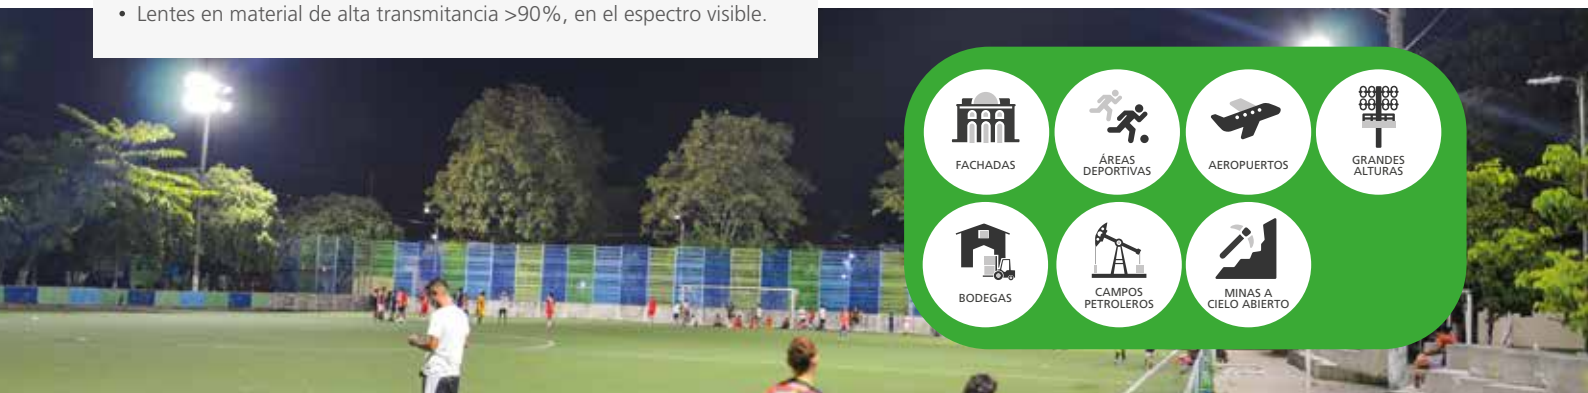 • Lentes en material de alta transmitancia >90%, en el espectro visible.
FACHADAS
ÁREAS
DEPORTIVAS
AEROPUERTOS
GRANDES
ALTURAS
BODEGAS
CAMPOS
PETROLEROS
MINAS A
CIELO ABIERTO